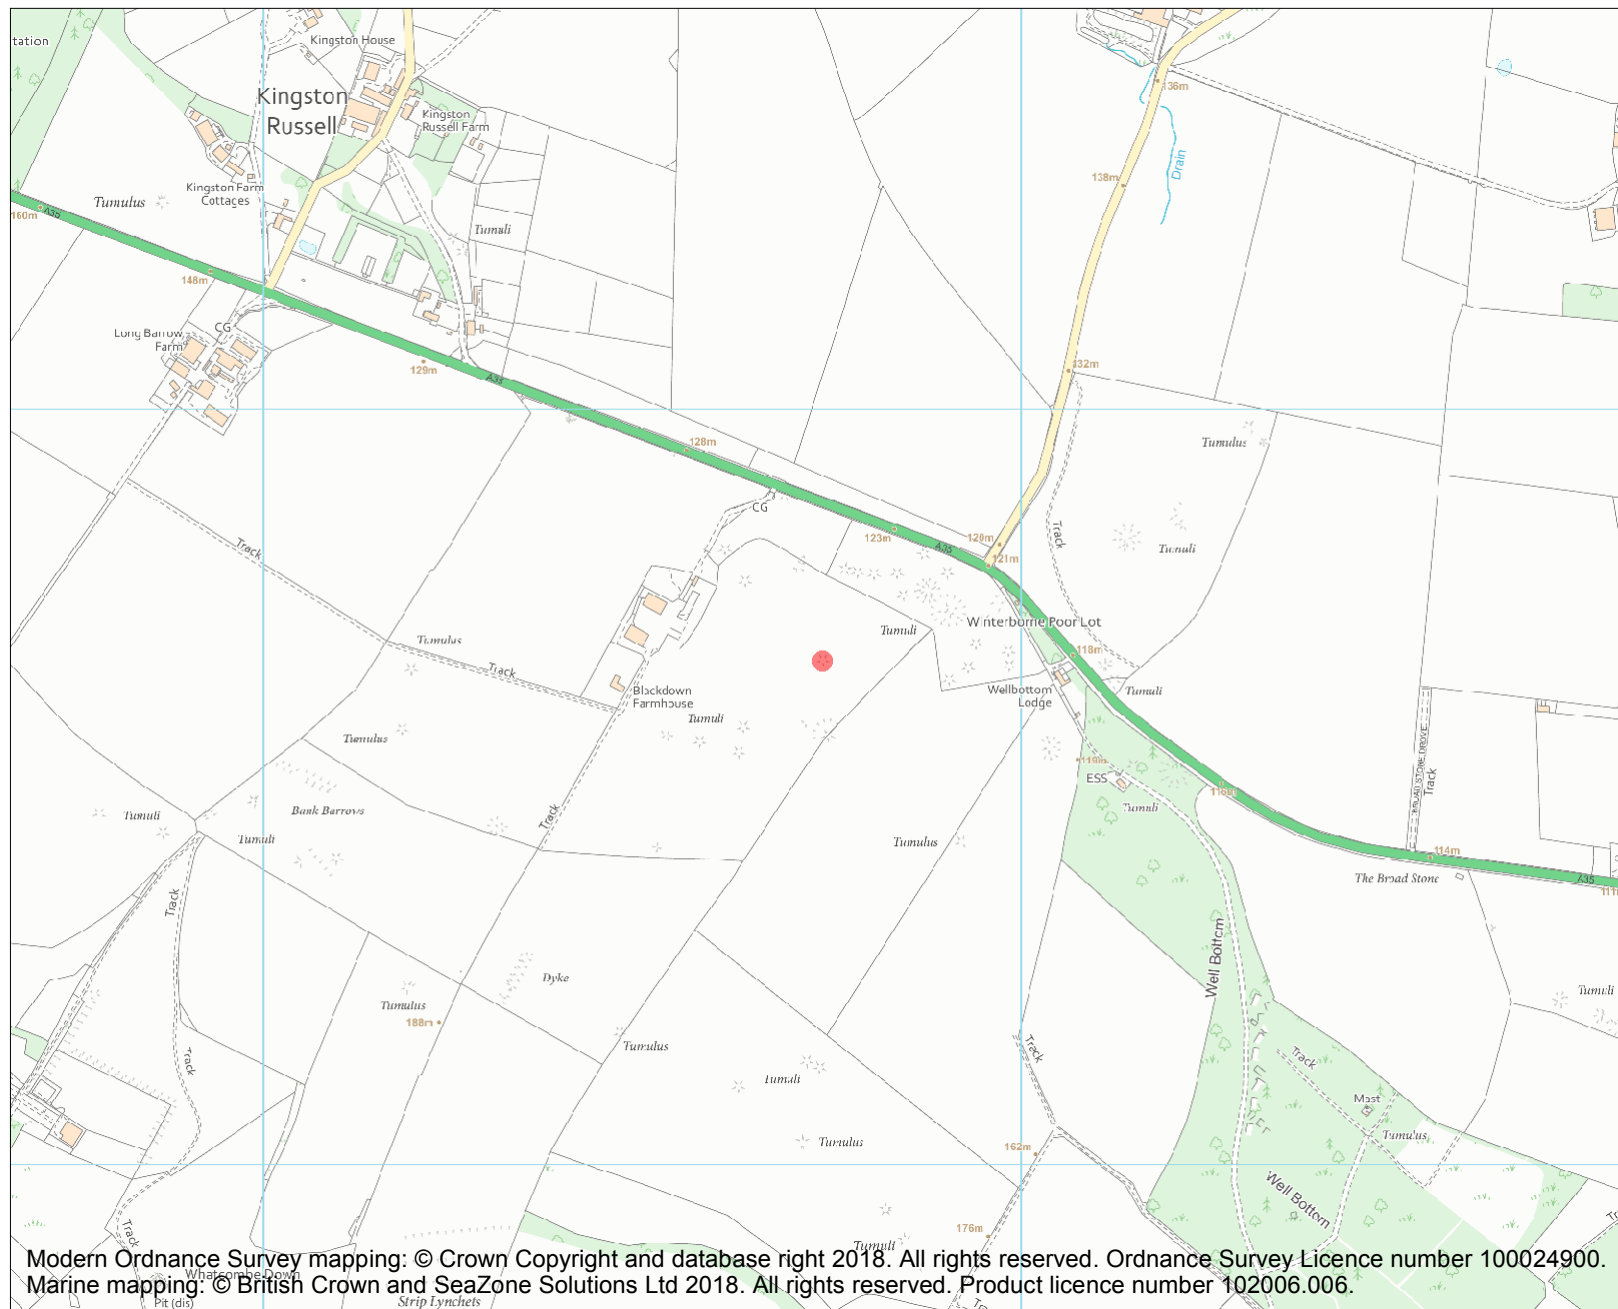 tation
Kingston House
136m
Kingston
Russell
Kingston
Russell Farm
Drain
138m
Kingston Farm
Cottages
Tumulus
160m
A35
Tumuli
148m
CG
Long Barrow
Farm
129m
A35
132m
128m
Tumulus
CG
Track
123m
A35
120m
121m
Track
Tumuli
Winterborne Poor Lot
Tumuli
Tumulus
Track
118m
Blackdown
Farmhouse
Wellbottom
Lodge
Tumuli
Tumuli
Tumulus
BROAD STONE DROVE
Track
119m
ESS
116m
Tumuli
Bank Barrows
Tumuli
Tumuli
Track
Tumulus
114m
The Broad Stone
A35
Track
Well Bottom
Dyke
Tumulus
188m
Tumuli
Track
Tumulus
Track
Track
Tumuli
Mast
Tumulus
Tumulus
162m
Well Bottom
Track
176m
Tumuli
Modern Ordnance Survey mapping: © Crown Copyright and database right 2018. All rights reserved. Ordnance Survey Licence number 100024900.
Whatcombe Down
Marine mapping: © British Crown and SeaZone Solutions Ltd 2018. All rights reserved. Product licence number 102006.006.
Pit (dis)
Strip Lynchets